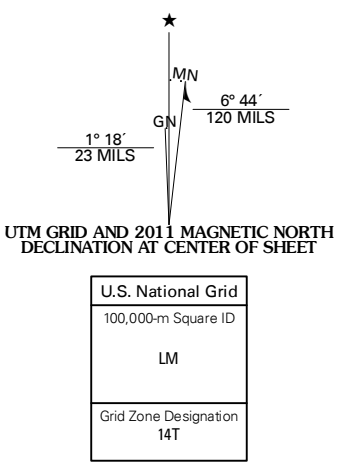 ★
MN
6° 44´
120 MILS
GN
1° 18´
23 MILS
UTM GRID AND 2011 MAGNETIC NORTH
DECLINATION AT CENTER OF SHEET
U.S. National Grid
100,000-m Square ID
LM
Grid Zone Designation
14T